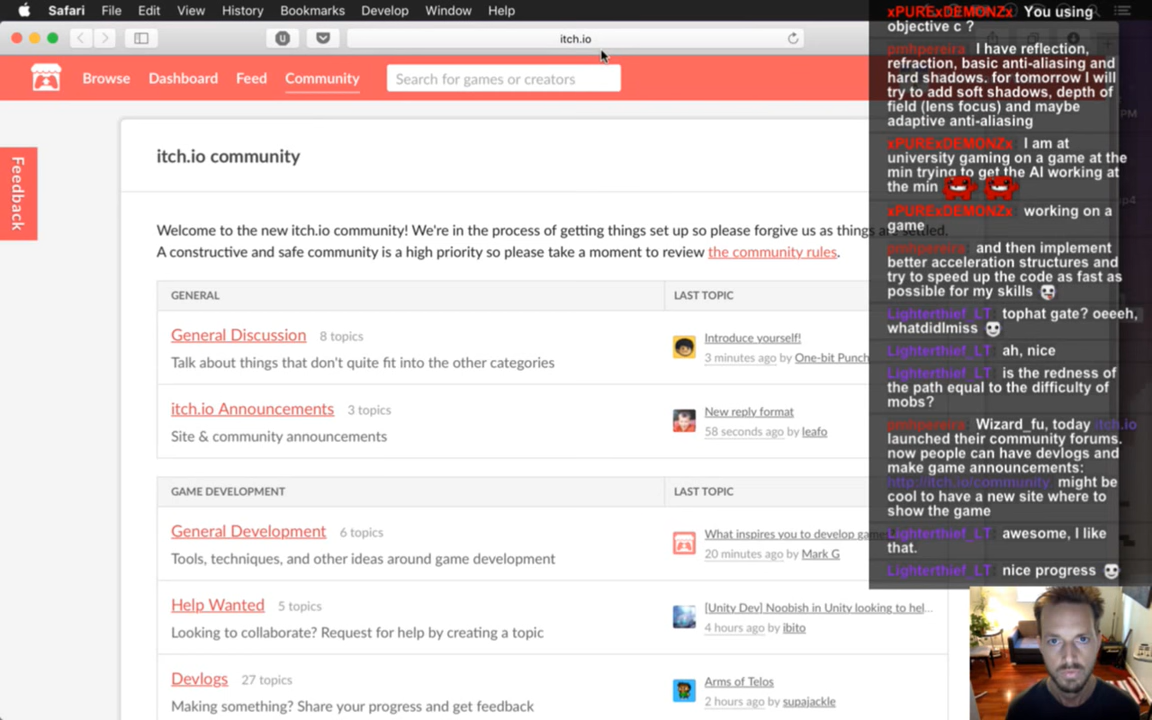 Safari File Edit View History Bookmarks Develop Window Help
itch.io
Browse Dashboard Feed Community Search for games or creators
Feedback
itch.io community
Welcome to the new itch.io community! We're in the process of getting things set up so please forgive us as things are settled.
A constructive and safe community is a high priority so please take a moment to review the community rules.
GENERAL LAST TOPIC
General Discussion 8 topics
Talk about things that don't quite fit into the other categories
Introduce yourself!
3 minutes ago by One-bit Punch
itch.io Announcements 3 topics
Site & community announcements
New reply format
58 seconds ago by leafo
GAME DEVELOPMENT LAST TOPIC
General Development 6 topics
Tools, techniques, and other ideas around game development
What inspires you to develop game
20 minutes ago by Mark G
Help Wanted 5 topics
Looking to collaborate? Request for help by creating a topic
[Unity Dev] Noobish in Unity looking to hel...
4 hours ago by ibito
Devlogs 27 topics
Making something? Share your progress and get feedback
Arms of Telos
2 hours ago by supajackle
xPURExDEMONZx You using
objective c ?
pmhpereira I have reflection,
refraction, basic anti-aliasing and
hard shadows. for tomorrow I will
try to add soft shadows, depth of
field (lens focus) and maybe
adaptive anti-aliasing
xPURExDEMONZx I am at
university gaming on a game at the
min trying to get the AI working at
the min
xPURExDEMONZx working on a
game
pmhpereira and then implement
better acceleration structures and
try to speed up the code as fast as
possible for my skills
Lighterthief_LT tophat gate? oeeeh,
whatdidImiss
Lighterthief_LT ah, nice
Lighterthief_LT is the redness of
the path equal to the difficulty of
mobs?
pmhpereira Wizard_fu, today itch.io
launched their community forums.
now people can have devlogs and
make game announcements:
http://itch.io/community might be
cool to have a new site where to
show the game
Lighterthief_LT awesome, I like
that.
Lighterthief_LT nice progress
PM